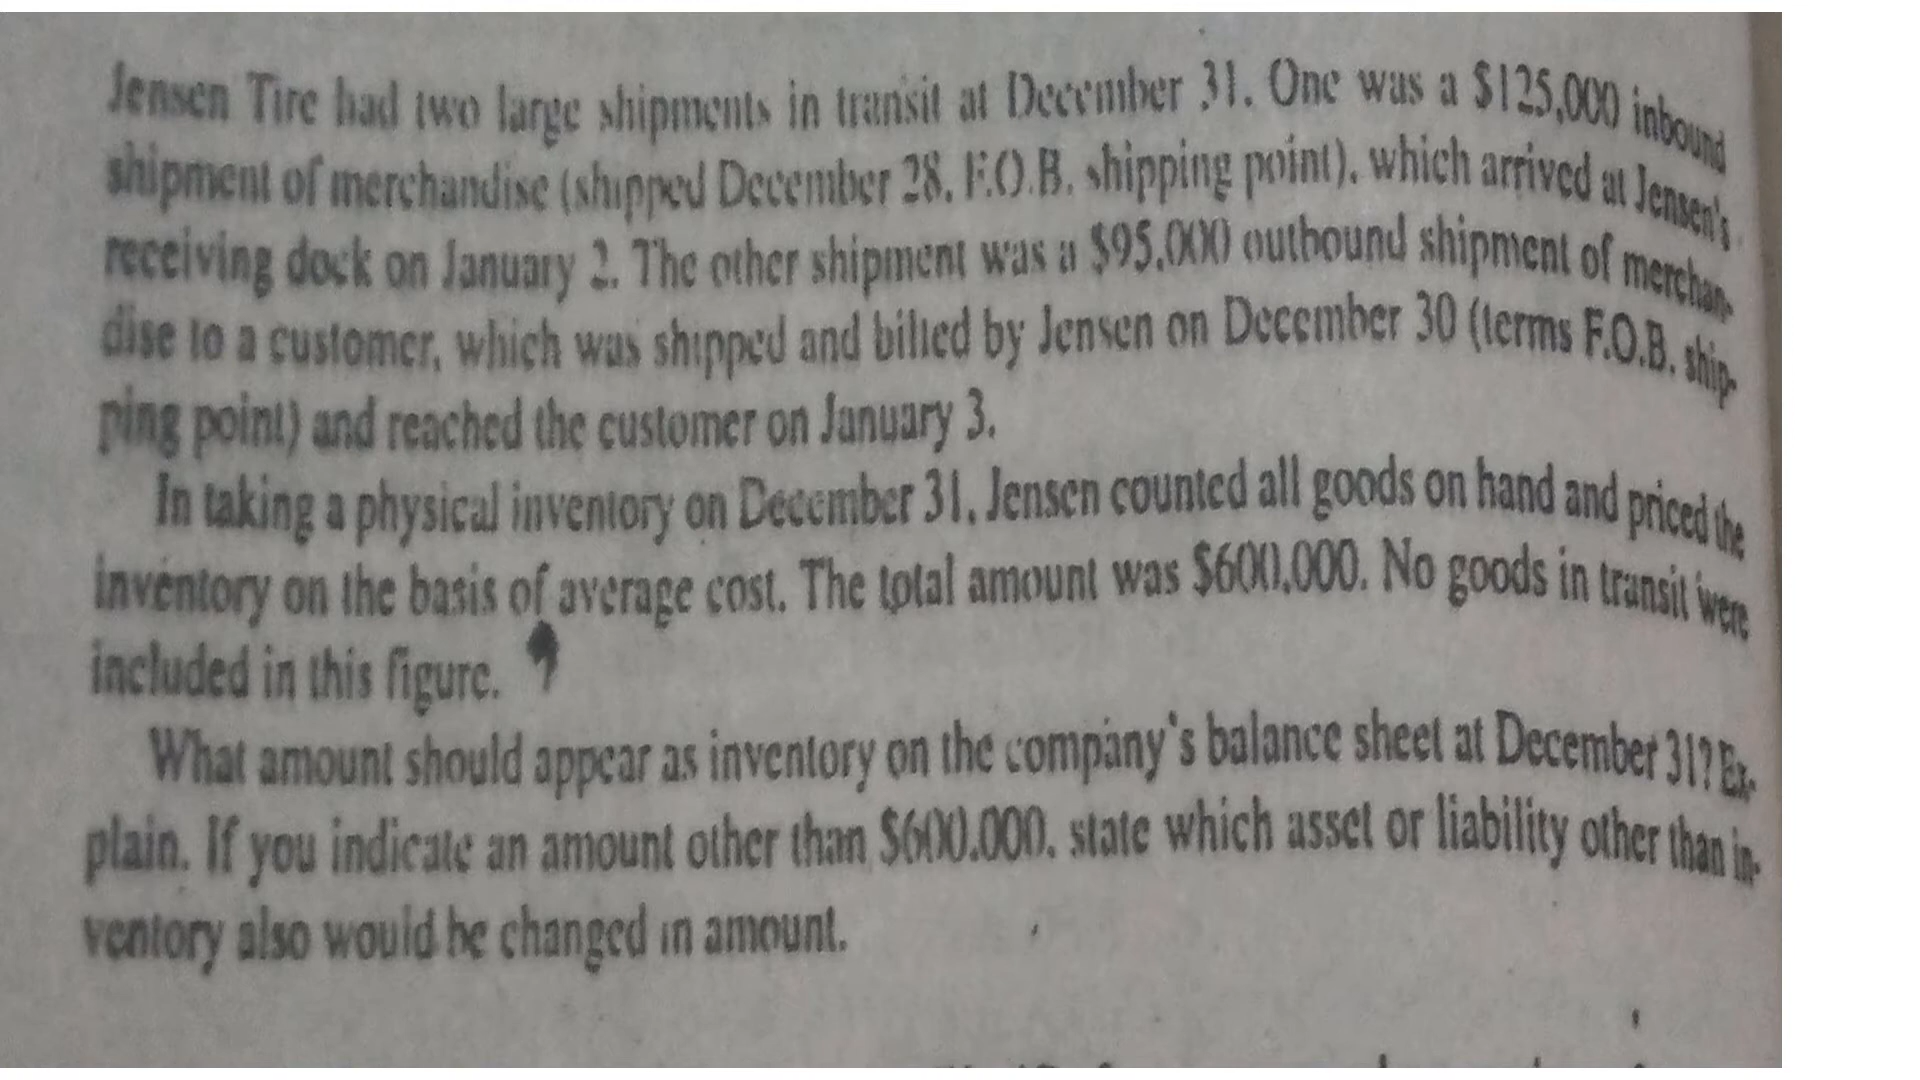 Jensen Tire had two large shipments in transit at December 31. One was a $125,000 inbound
shipment of merchandise (shipped December 28, F.O.B. shipping point), which arrived at Jensen's
receiving dock on January 2. The other shipment was a $95,000 outbound shipment of merchan-
dise to a customer, which was shipped and billed by Jensen on December 30 (terms F.O.B. ship-
ping point) and reached the customer on January 3.
In taking a physical inventory on December 31, Jensen counted all goods on hand and priced the
inventory on the basis of average cost. The total amount was $600,000. No goods in transit were
included in this figure.
What amount should appear as inventory on the company's balance sheet at December 31? Ex-
plain. If you indicate an amount other than $600,000, state which asset or liability other than in-
ventory also would be changed in amount.